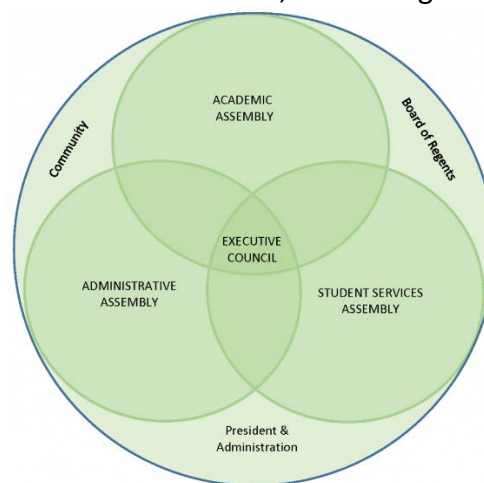 ACADEMIC
ASSEMBLY
Community
Board of Regents
EXECUTIVE
COUNCIL
ADMINISTRATIVE
ASSEMBLY
STUDENT SERVICES
ASSEMBLY
President &
Administration